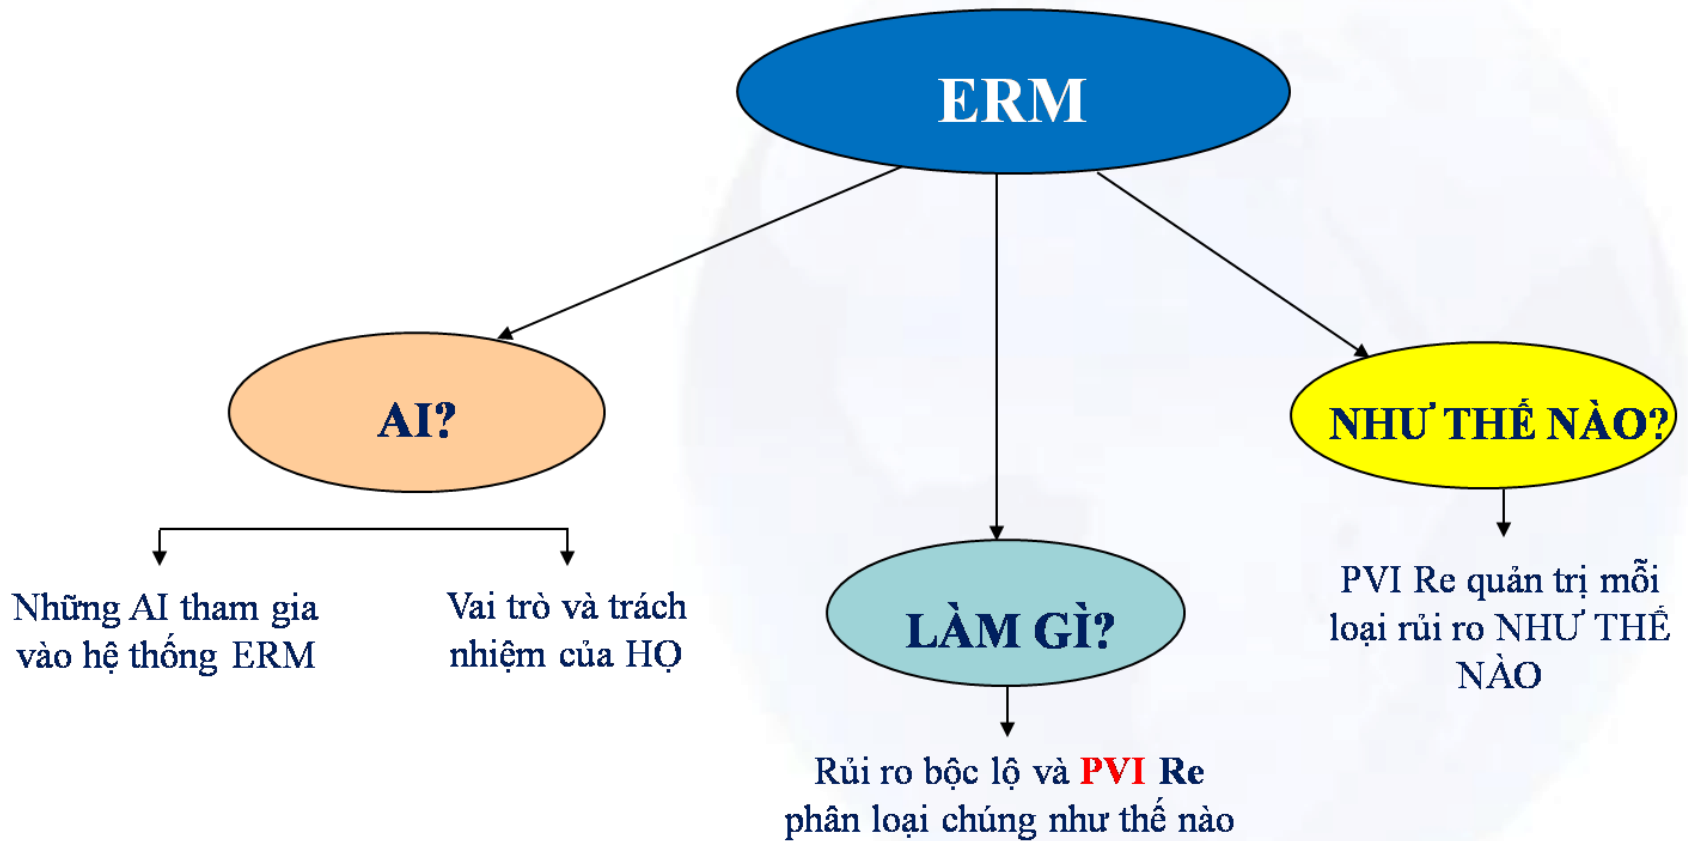 ERM
AI?
Những AI tham gia
vào hệ thống ERM
Vai trò và trách
nhiệm của HỌ
LÀM GÌ?
Rủi ro bộc lộ và PVI Re
phân loại chúng như thế nào
NHƯ THẾ NÀO?
PVI Re quản trị mỗi
loại rủi ro NHƯ THẾ
NÀO